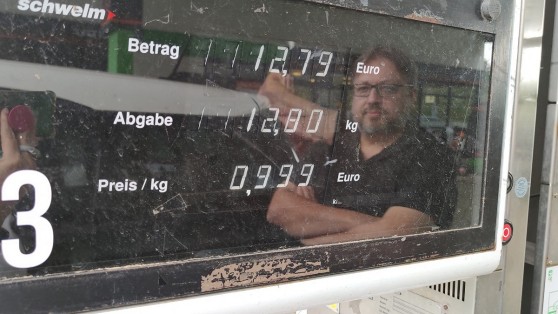 schwelm
Betrag 12,79 Euro
Abgabe 12,80 kg
Preis / kg 0,999 Euro
3